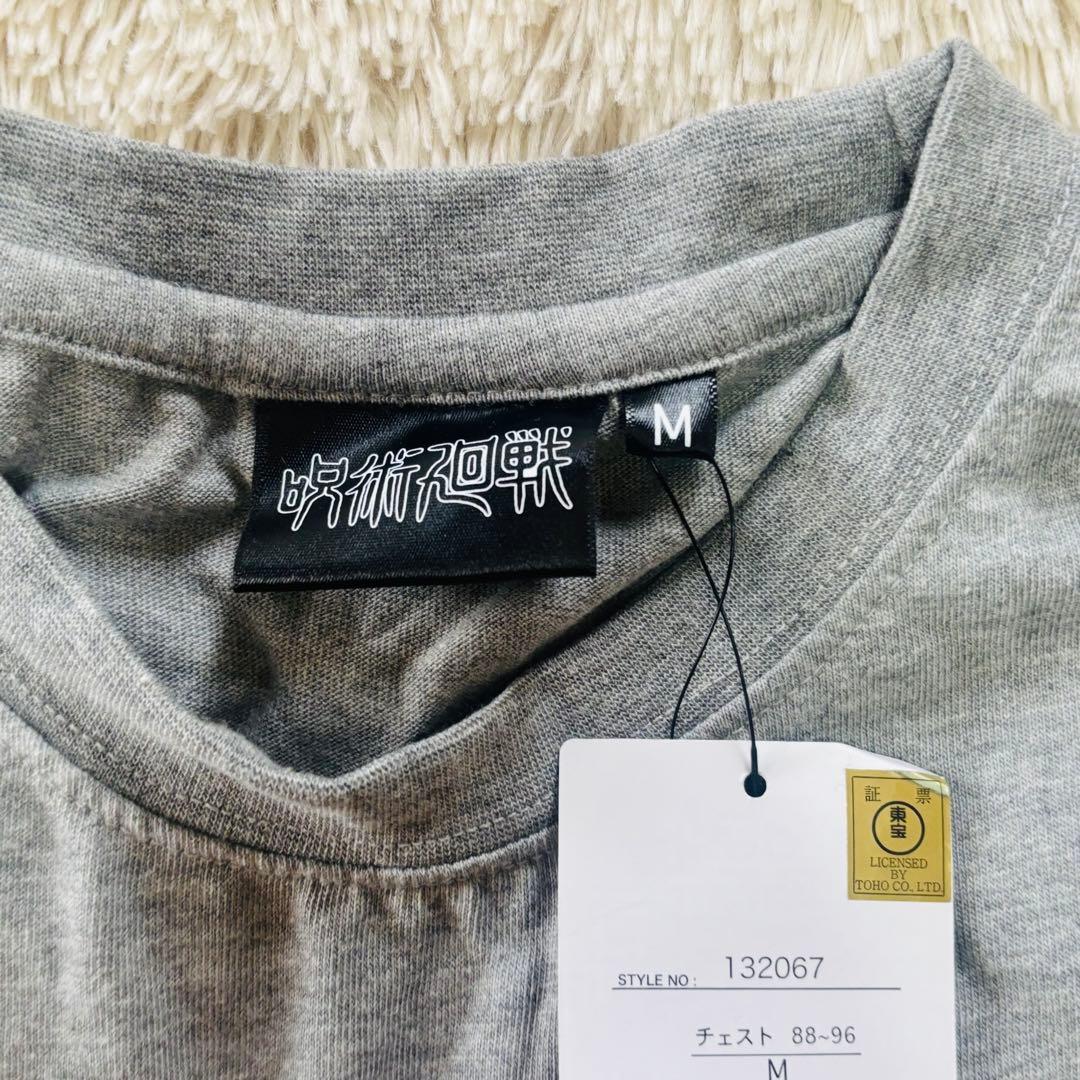 呪術廻戦
M
証 票
東宝
LICENSED
BY
TOHO CO., LTD.
STYLE NO : 132067
チェスト 88~96
M